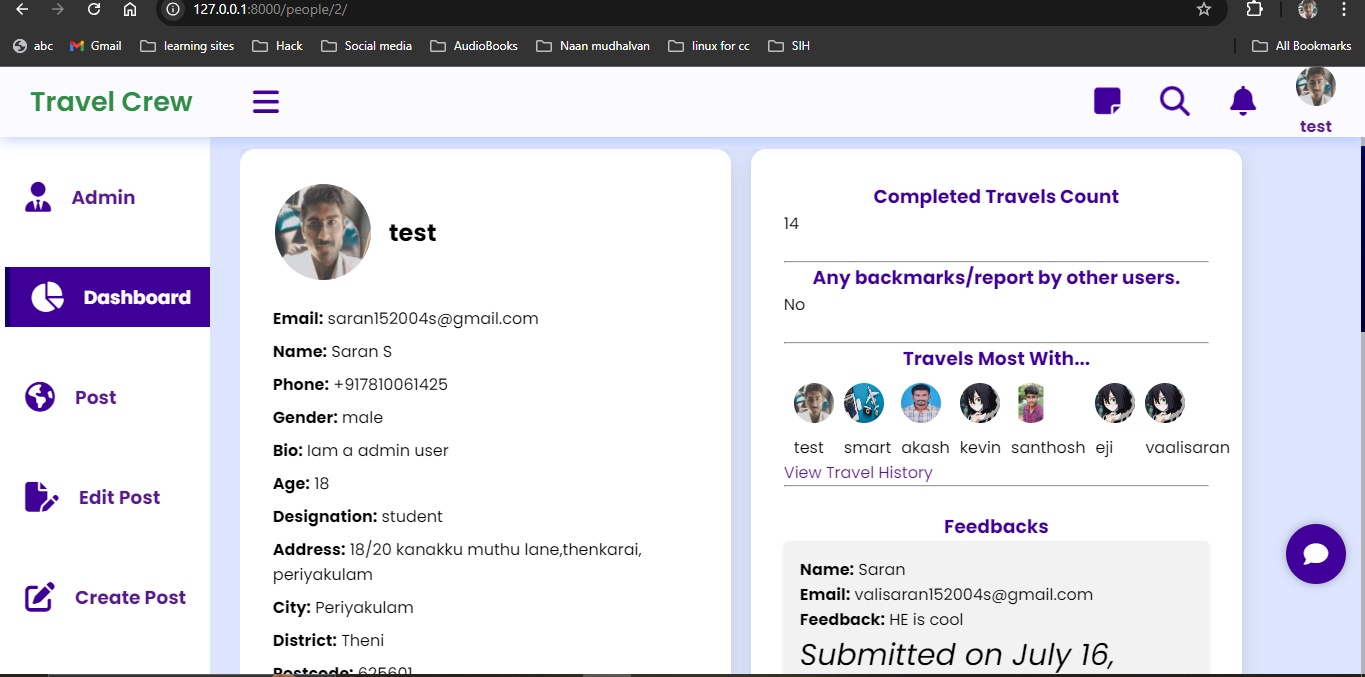 127.0.0.1:8000/people/2/
abc Gmail learning sites Hack Social media AudioBooks Naan mudhalvan linux for cc SIH All Bookmarks
Travel Crew
test
Admin
Dashboard
Post
Edit Post
Create Post
test
Email: saran152004s@gmail.com
Name: Saran S
Phone: +917810061425
Gender: male
Bio: Iam a admin user
Age: 18
Designation: student
Address: 18/20 kanakku muthu lane,thenkarai,
periyakulam
City: Periyakulam
District: Theni
Postcode: 625601
Completed Travels Count
14
Any backmarks/report by other users.
No
Travels Most With...
test smart akash kevin santhosh eji vaalisaran
View Travel History
Feedbacks
Name: Saran
Email: valisaran152004s@gmail.com
Feedback: HE is cool
Submitted on July 16,